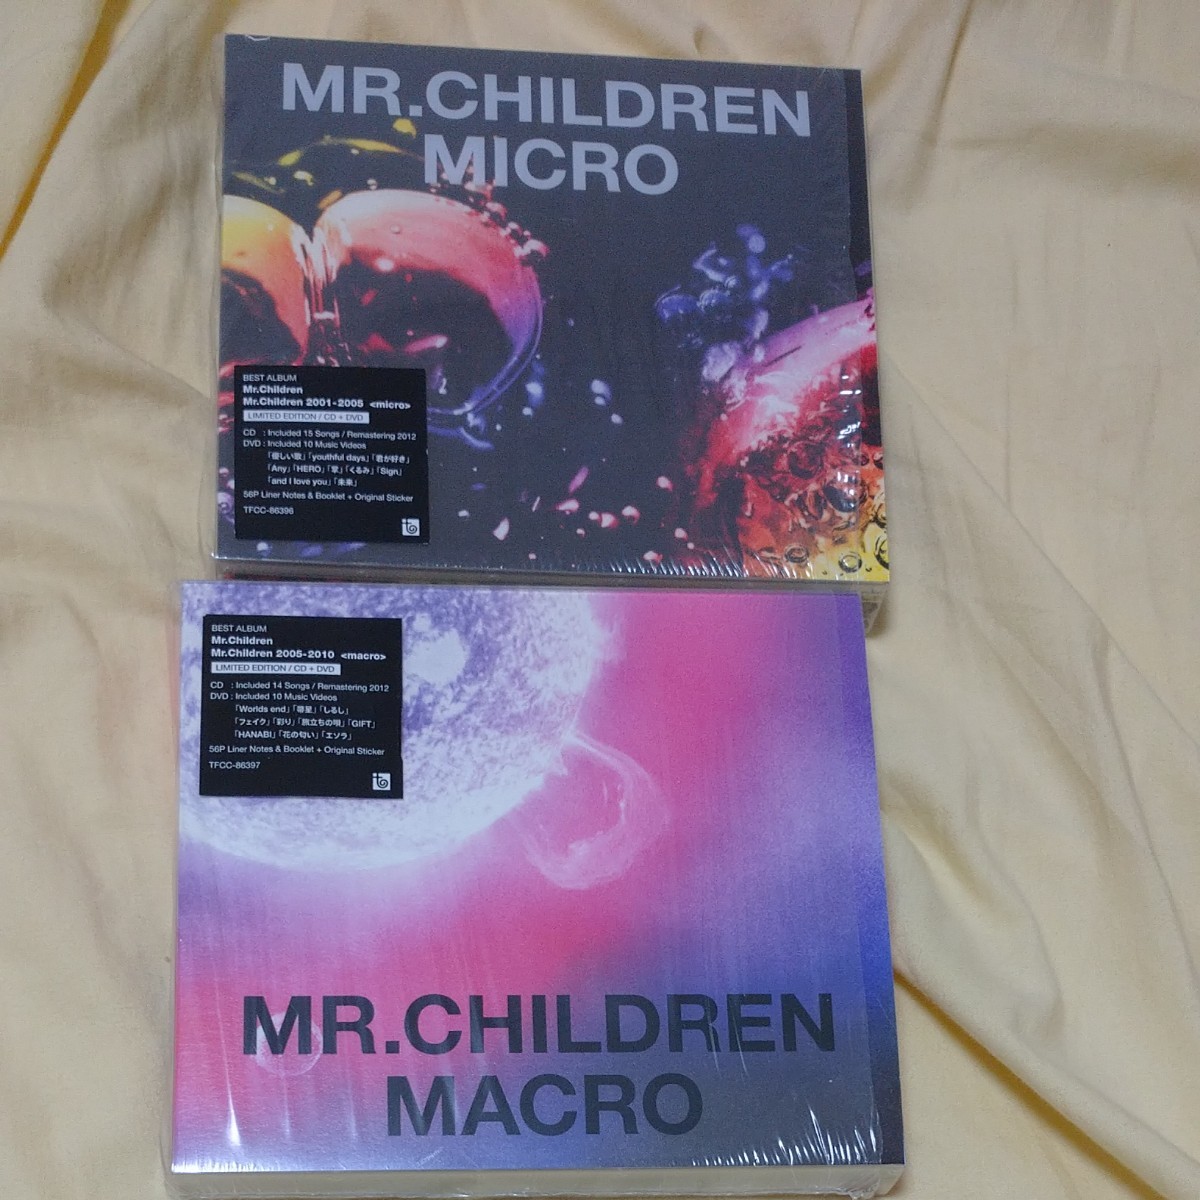 MR.CHILDREN
MICRO
BEST ALBUM
Mr.Children
Mr.Children 2001-2005 <micro>
LIMITED EDITION / CD + DVD
CD : Included 15 Songs / Remastering 2012
DVD : Included 10 Music Videos
「優しい歌」「youthful days」「君が好き」
「Any」「HERO」「掌」「くるみ」「Sign」
「and I love you」「未来」
56P Liner Notes & Booklet + Original Sticker
TFCC-86396
BEST ALBUM
Mr.Children
Mr.Children 2005-2010 <macro>
LIMITED EDITION / CD + DVD
CD : Included 14 Songs / Remastering 2012
DVD : Included 10 Music Videos
「Worlds end」「箒星」「しるし」
「フェイク」「彩り」「旅立ちの唄」「GIFT」
「HANABI」「花の匂い」「エソラ」
56P Liner Notes & Booklet + Original Sticker
TFCC-86397
MR.CHILDREN
MACRO